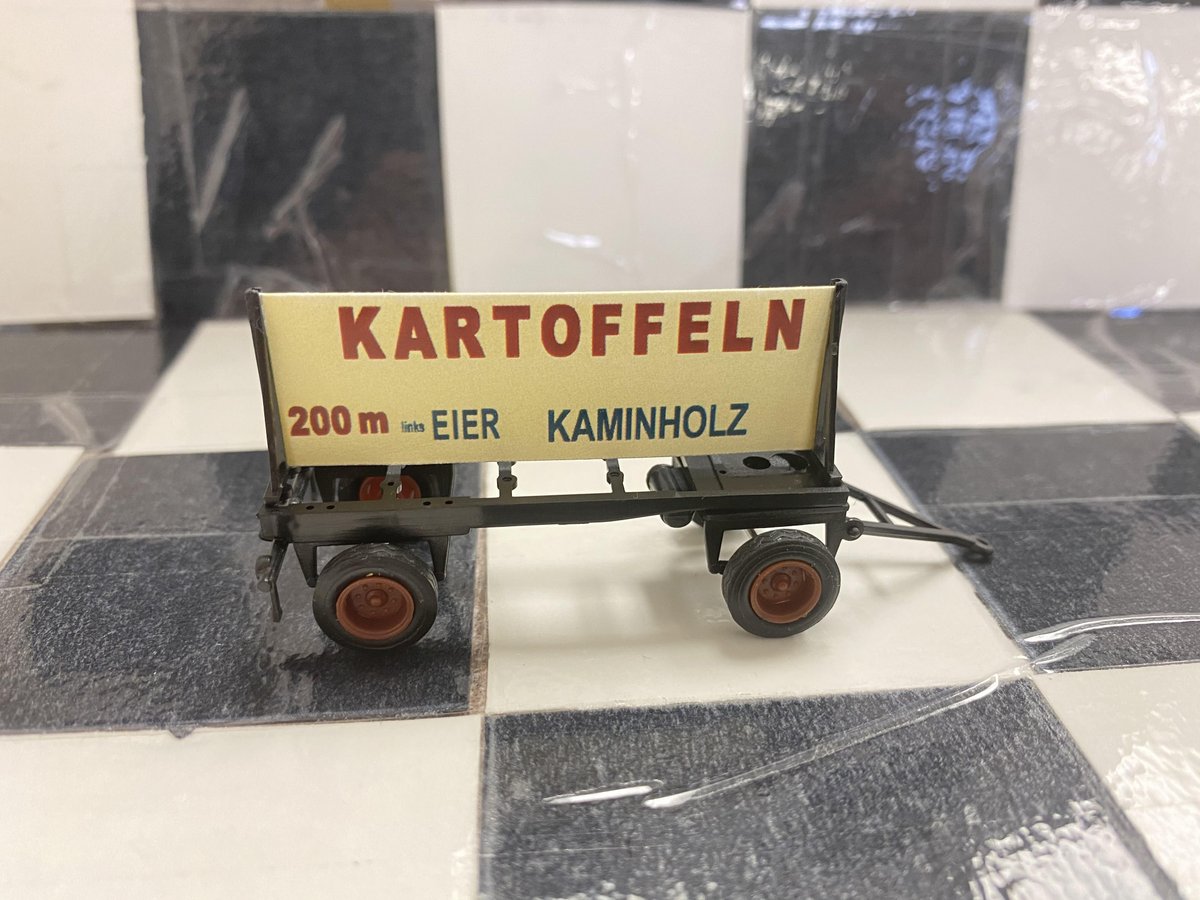 KARTOFFELN
200 m links EIER KAMINHOLZ